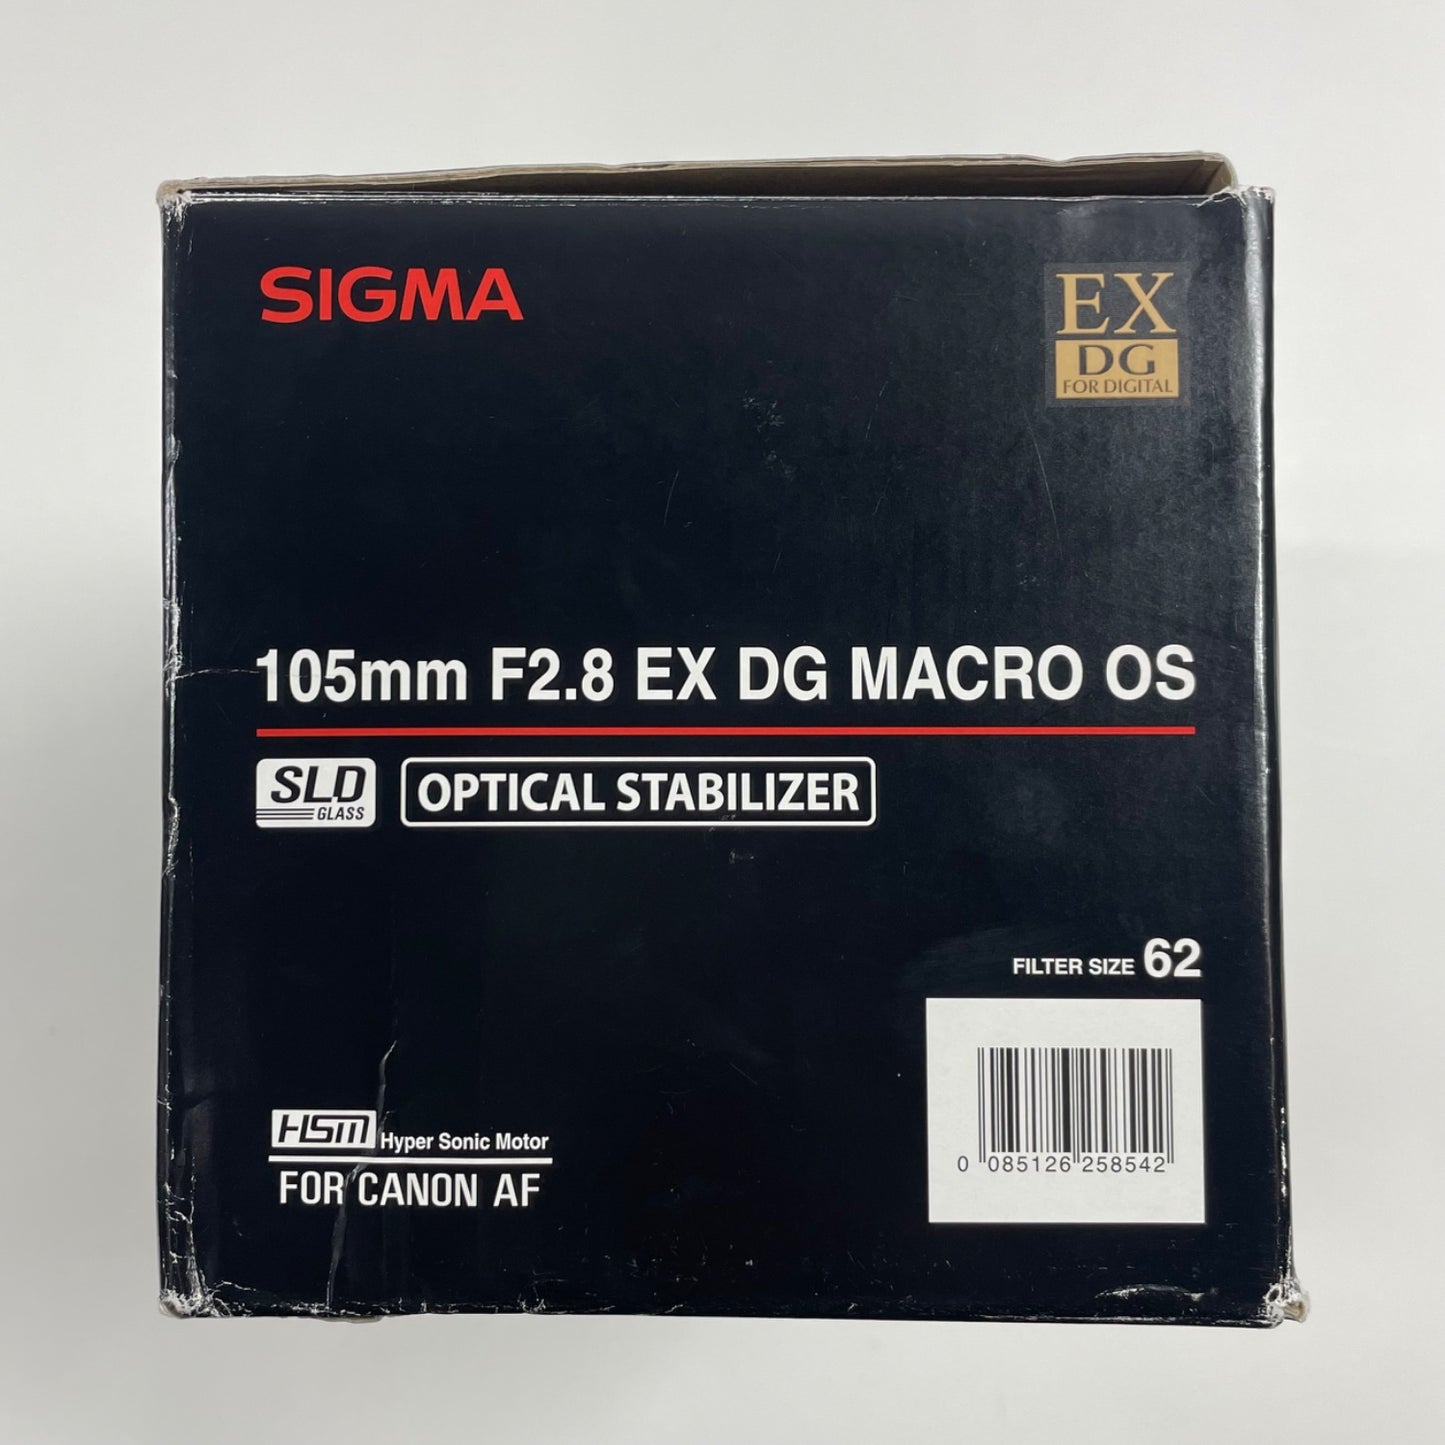 SIGMA
EX
DG
FOR DIGITAL
105mm F2.8 EX DG MACRO OS
SLD
GLASS
OPTICAL STABILIZER
FILTER SIZE 62
HSM Hyper Sonic Motor
FOR CANON AF
0 085126 258542